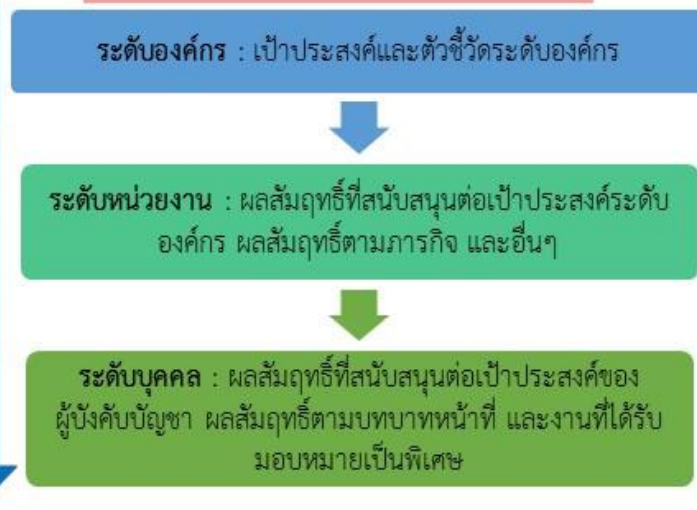 ระดับองค์กร : เป้าประสงค์และตัวชี้วัดระดับองค์กร
ระดับหน่วยงาน : ผลสัมฤทธิ์ที่สนับสนุนต่อเป้าประสงค์ระดับ
องค์กร ผลสัมฤทธิ์ตามภารกิจ และอื่นๆ
ระดับบุคคล : ผลสัมฤทธิ์ที่สนับสนุนต่อเป้าประสงค์ของ
ผู้บังคับบัญชา ผลสัมฤทธิ์ตามบทบาทหน้าที่ และงานที่ได้รับ
มอบหมายเป็นพิเศษ